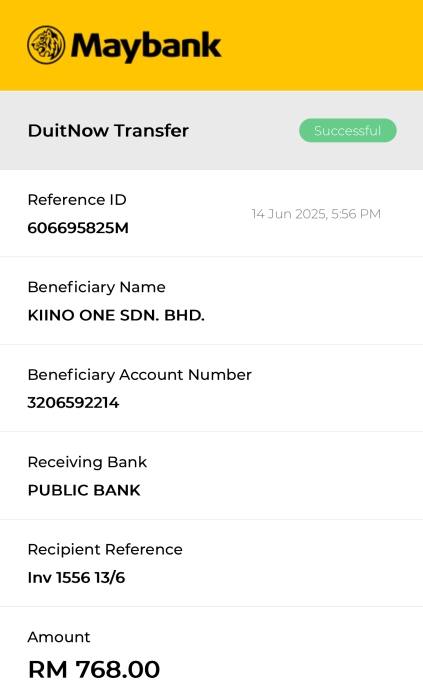 Maybank
DuitNow Transfer
Successful
Reference ID
606695825M
14 Jun 2025, 5:56 PM
Beneficiary Name
KIINO ONE SDN. BHD.
Beneficiary Account Number
3206592214
Receiving Bank
PUBLIC BANK
Recipient Reference
Inv 1556 13/6
Amount
RM 768.00